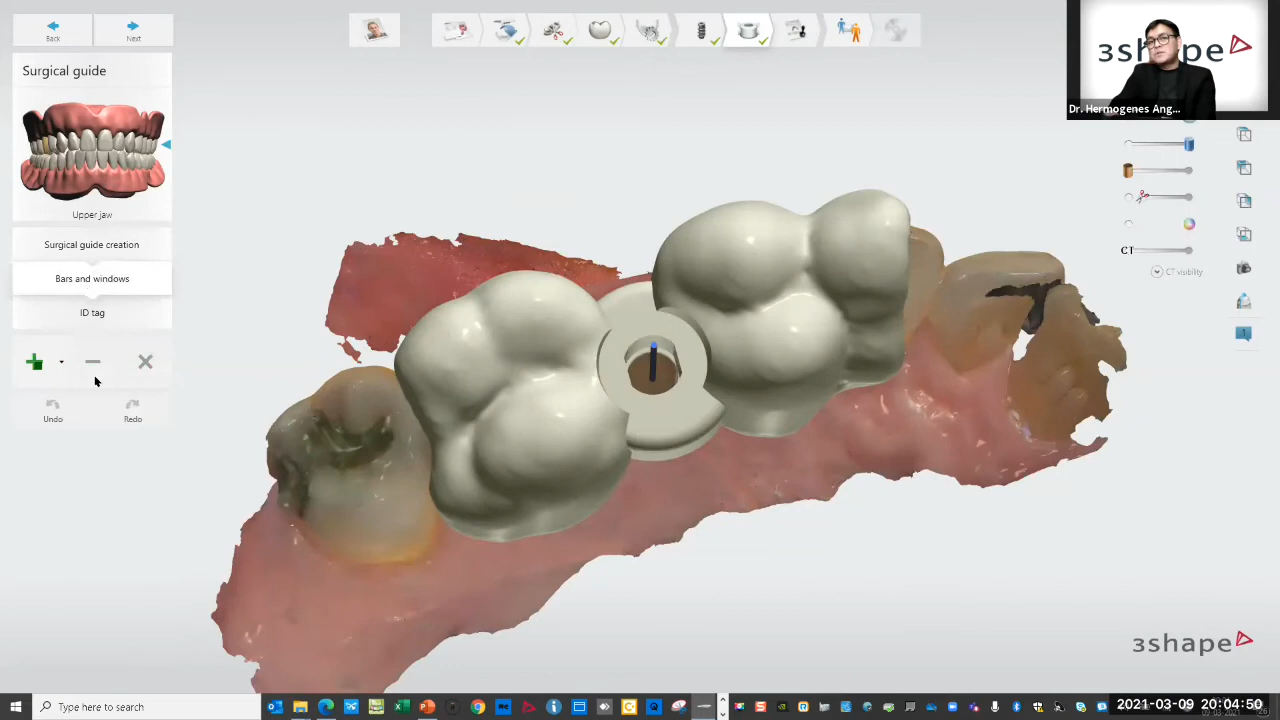 Back
Next
Surgical guide
Upper jaw
Surgical guide creation
Bars and windows
ID tag
Undo
Redo
3shape
Dr. Hermogenes Ang...
CT
CT visibility
3shape
Type here to search
2021-03-09 20:04:50